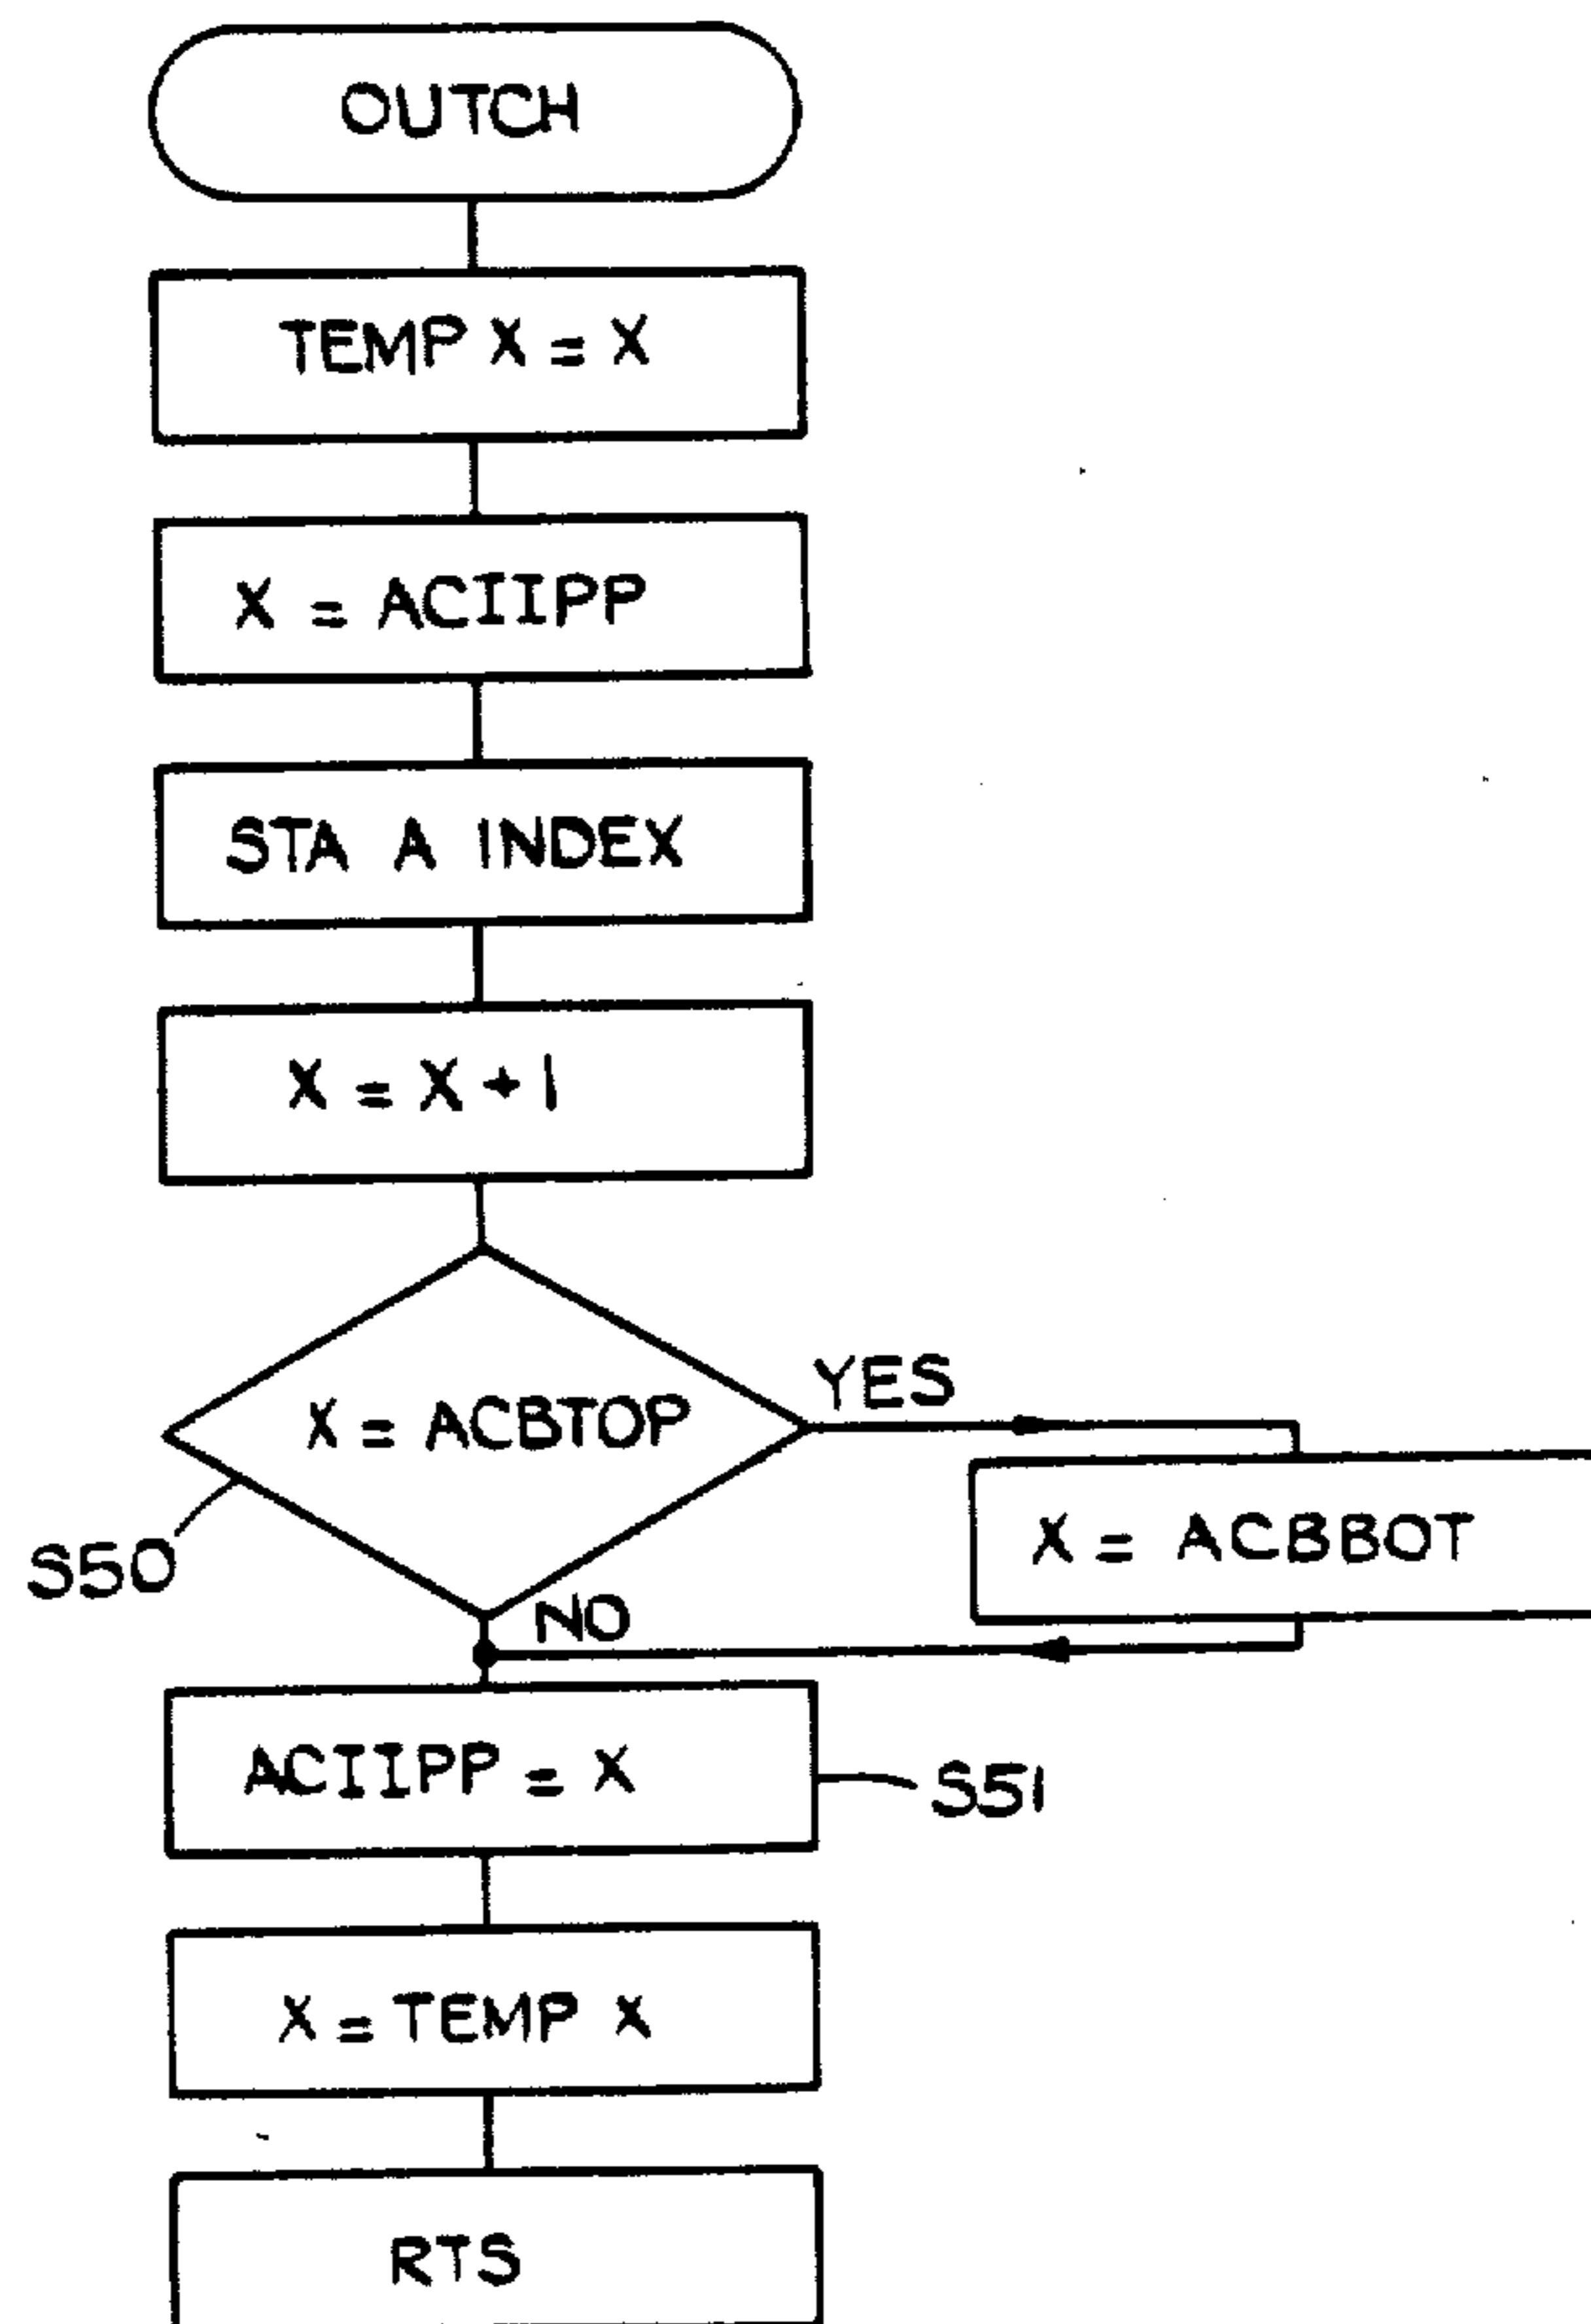 OUTCH
TEMP X = X
X = ACIIPP
STA A INDEX
X = X + 1
X = ACBTOP
YES
S50
X = ACBBOT
NO
ACIIPP = X
S51
X = TEMP X
RTS